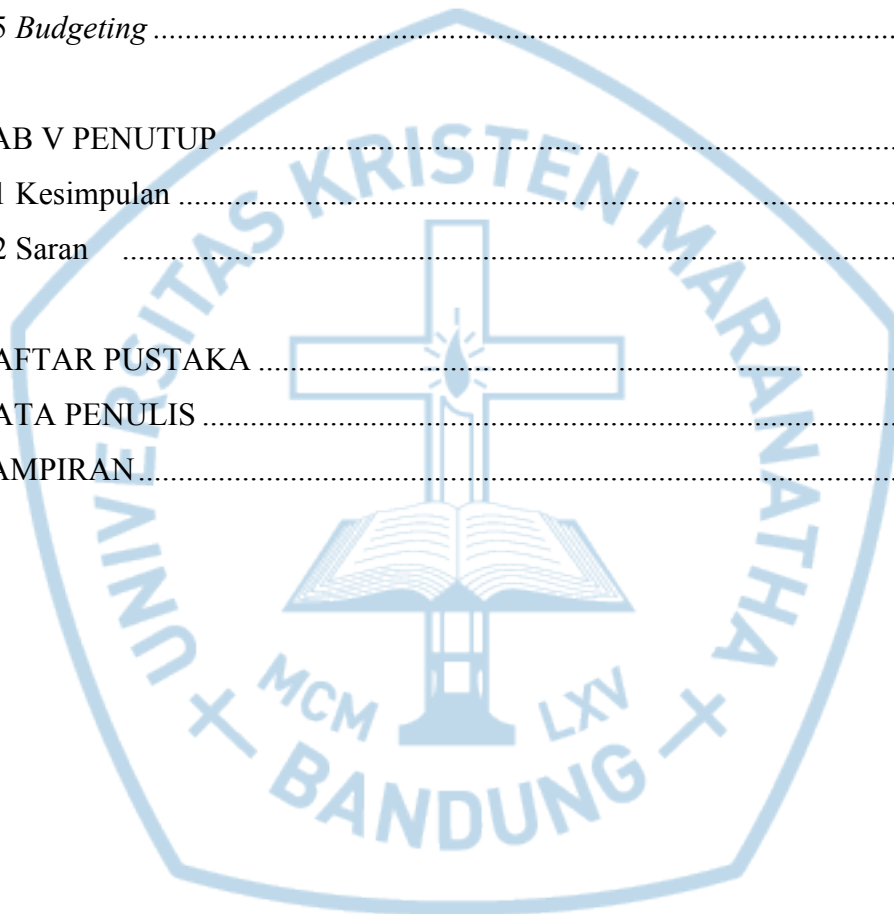 5 Budgeting ........................................................................................................
AB V PENUTUP ........................................................................................................
1 Kesimpulan ........................................................................................................
2 Saran ........................................................................................................
AFTAR PUSTAKA ........................................................................................................
ATA PENULIS ........................................................................................................
AMPIRAN ........................................................................................................
UNIVERSITAS KRISTEN MARANATHA
MCM LXV
BANDUNG